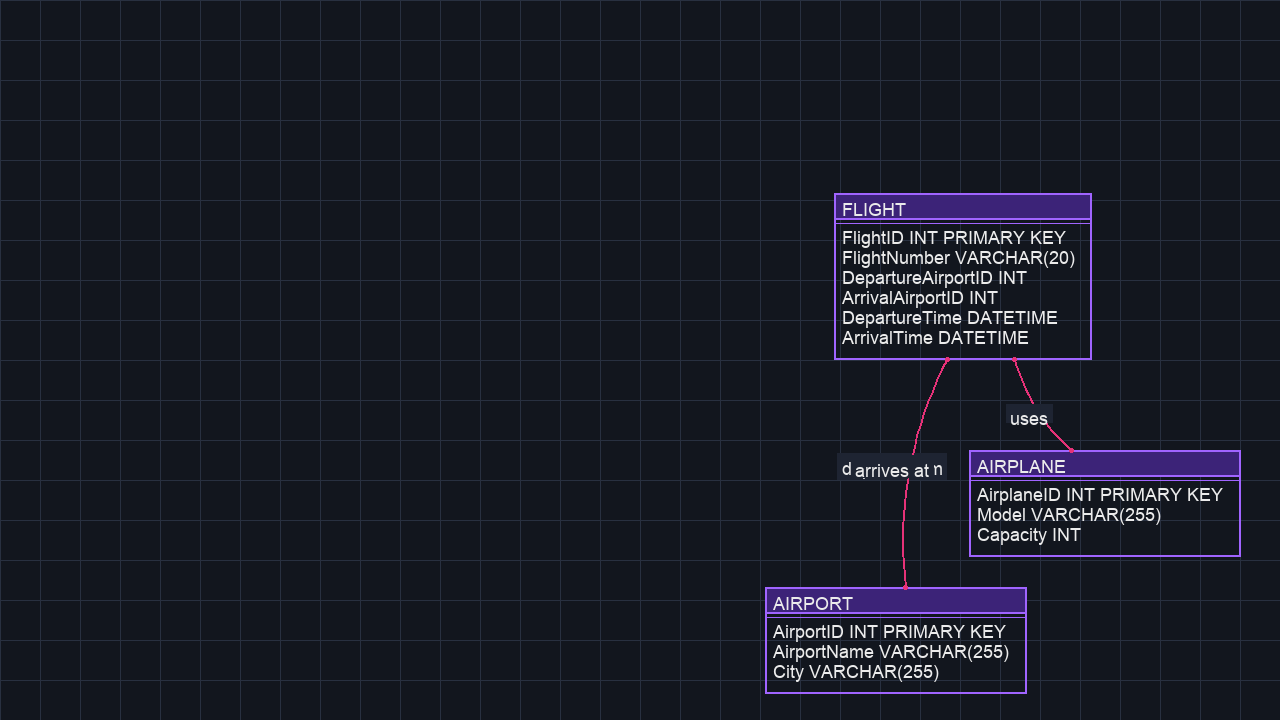 FLIGHT
FlightID INT PRIMARY KEY
FlightNumber VARCHAR(20)
DepartureAirportID INT
ArrivalAirportID INT
DepartureTime DATETIME
ArrivalTime DATETIME
uses
arrives at
AIRPLANE
AirplaneID INT PRIMARY KEY
Model VARCHAR(255)
Capacity INT
AIRPORT
AirportID INT PRIMARY KEY
AirportName VARCHAR(255)
City VARCHAR(255)